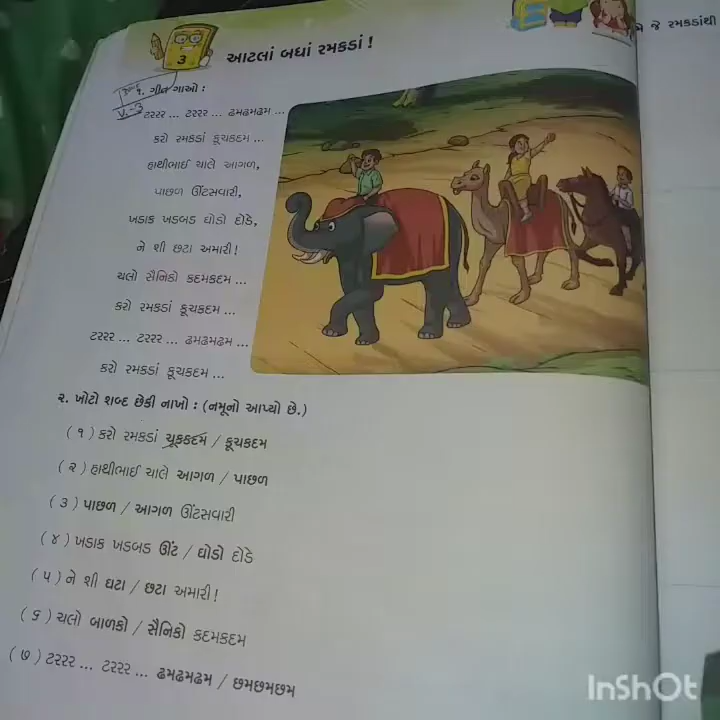 3
આટલાં બધાં રમકડાં !
જે રમકડાંથી
૧. ગીત ગાઓ :
ટરરર ... ટરરર ... ઢમઢમઢમ ...
કરો રમકડાં કૂચકદમ ...
હાથીભાઈ ચાલે આગળ,
પાછળ ઊંટસવારી,
ખડાક ખડબડ ઘોડો દોડે,
ને શી છટા અમારી !
ચલો સૈનિકો કદમકદમ ...
કરો રમકડાં કૂચકદમ ...
ટરરર ... ટરરર ... ઢમઢમઢમ ...
કરો રમકડાં કૂચકદમ ...
૨. ખોટો શબ્દ છેકી નાખો : (નમૂનો આપ્યો છે.)
(૧) કરો રમકડાં ચૂકકદમ / કૂચકદમ
(૨) હાથીભાઈ ચાલે આગળ / પાછળ
(૩) પાછળ / આગળ ઊંટસવારી
(૪) ખડાક ખડબડ ઊંટ / ઘોડો દોડે
(૫) ને શી ઘટા / છટા અમારી !
(૬) ચલો બાળકો / સૈનિકો કદમકદમ
(૭) ટરરર ... ટરરર ... ઢમઢમઢમ / છમછમછમ
InShOt